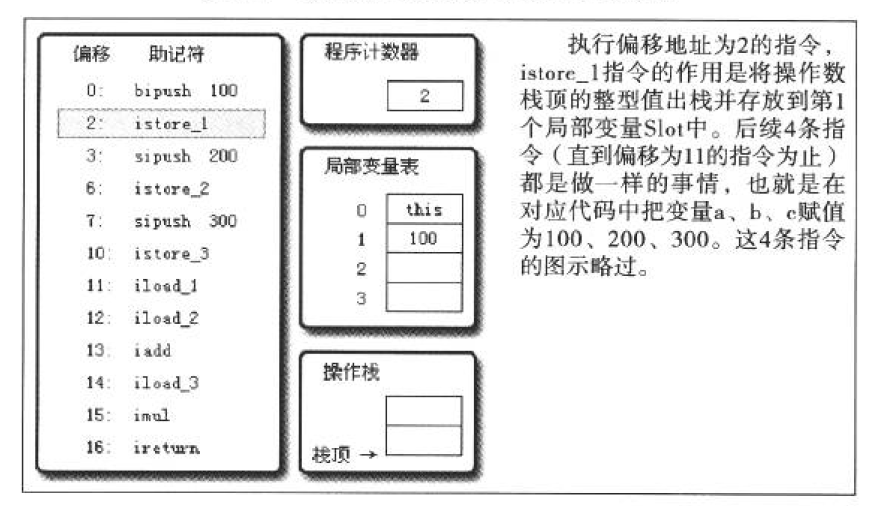 偏移 助记符
0: bipush 100
2: istore_1
3: sipush 200
6: istore_2
7: sipush 300
10: istore_3
11: iload_1
12: iload_2
13: iadd
14: iload_3
15: imul
16: ireturn
程序计数器
2
局部变量表
0 this
1 100
2
3
操作栈
栈顶 →
执行偏移地址为2的指令，
istore_1指令的作用是将操作数
栈顶的整型值出栈并存放到第1
个局部变量Slot中。后续4条指
令（直到偏移为11的指令为止）
都是做一样的事情，也就是在
对应代码中把变量a、b、c赋值
为100、200、300。这4条指令
的图示略过。